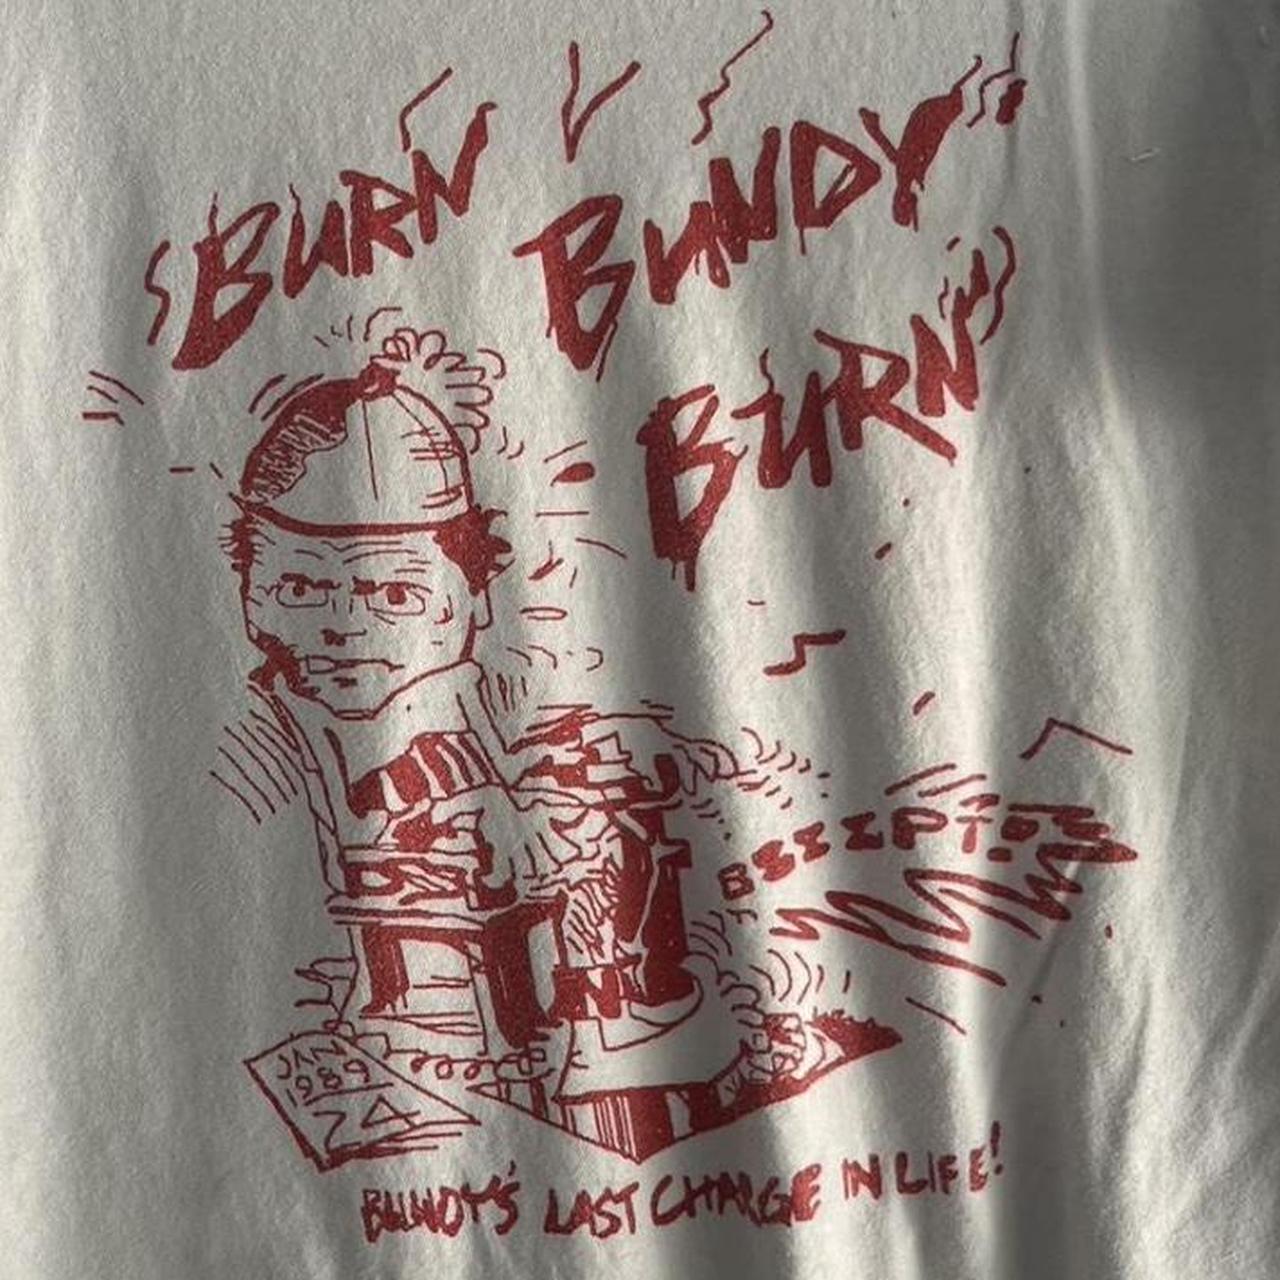 BURN
BUNDY
BURN
BZZZPT
JAN
1989
24
BUNDY'S LAST CHARGE IN LIFE!